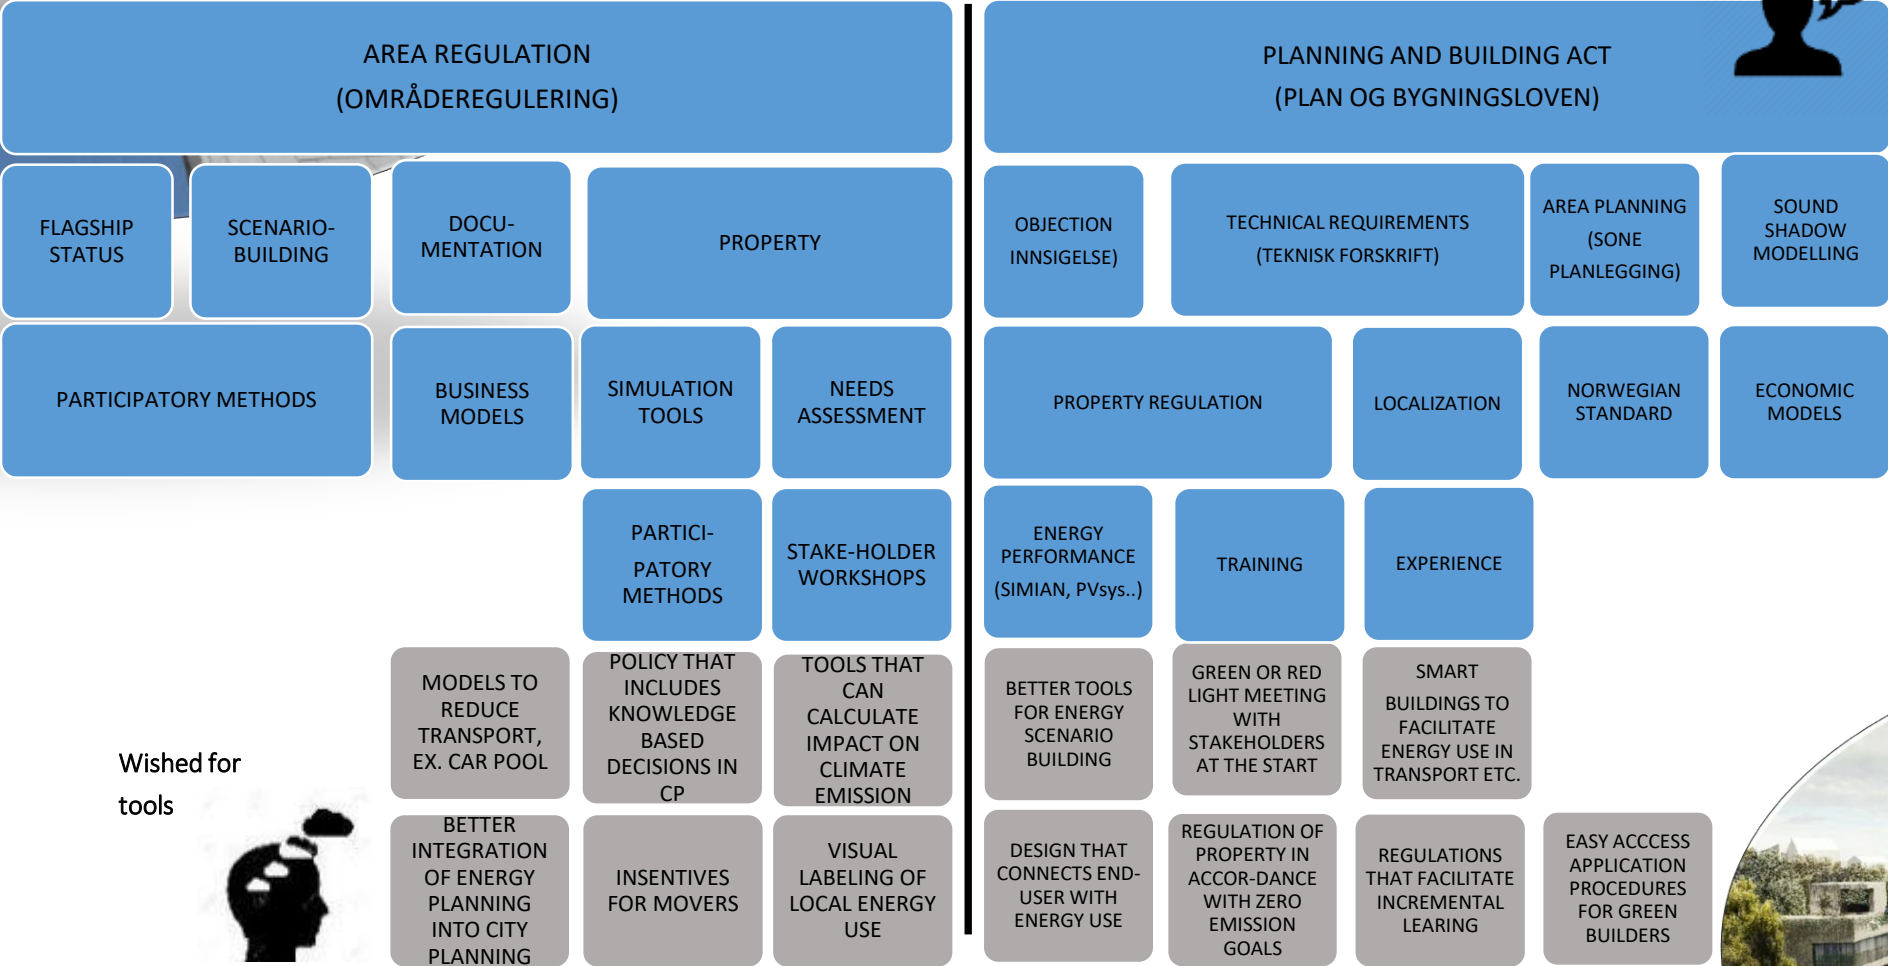 AREA REGULATION
(OMRÅDEREGULERING)
PLANNING AND BUILDING ACT
(PLAN OG BYGNINGSLOVEN)
FLAGSHIP
STATUS
SCENARIO-
BUILDING
DOCU-
MENTATION
PROPERTY
OBJECTION
INNSIGELSE)
TECHNICAL REQUIREMENTS
(TEKNISK FORSKRIFT)
AREA PLANNING
(SONE
PLANLEGGING)
SOUND
SHADOW
MODELLING
PARTICIPATORY METHODS
BUSINESS
MODELS
SIMULATION
TOOLS
NEEDS
ASSESSMENT
PROPERTY REGULATION
LOCALIZATION
NORWEGIAN
STANDARD
ECONOMIC
MODELS
PARTICI-
PATORY
METHODS
STAKE-HOLDER
WORKSHOPS
ENERGY
PERFORMANCE
(SIMIAN, PVsys..)
TRAINING
EXPERIENCE
MODELS TO
REDUCE
TRANSPORT,
EX. CAR POOL
POLICY THAT
INCLUDES
KNOWLEDGE
BASED
DECISIONS IN
CP
TOOLS THAT
CAN
CALCULATE
IMPACT ON
CLIMATE
EMISSION
BETTER TOOLS
FOR ENERGY
SCENARIO
BUILDING
GREEN OR RED
LIGHT MEETING
WITH
STAKEHOLDERS
AT THE START
SMART
BUILDINGS TO
FACILITATE
ENERGY USE IN
TRANSPORT ETC.
Wished for
tools
BETTER
INTEGRATION
OF ENERGY
PLANNING
INTO CITY
PLANNING
INSENTIVES
FOR MOVERS
VISUAL
LABELING OF
LOCAL ENERGY
USE
DESIGN THAT
CONNECTS END-
USER WITH
ENERGY USE
REGULATION OF
PROPERTY IN
ACCOR-DANCE
WITH ZERO
EMISSION
GOALS
REGULATIONS
THAT FACILITATE
INCREMENTAL
LEARING
EASY ACCCESS
APPLICATION
PROCEDURES
FOR GREEN
BUILDERS